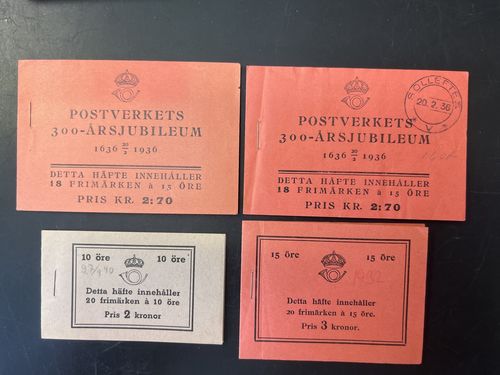 POSTVERKETS
300-ÅRSJUBILEUM
1636 20/2 1936
DETTA HÄFTE INNEHÅLLER
18 FRIMÄRKEN à 15 ÖRE
PRIS KR. 2:70
POSTVERKETS
300-ÅRSJUBILEUM
1636 20/2 1936
DETTA HÄFTE INNEHÅLLER
18 FRIMÄRKEN à 15 ÖRE
PRIS KR. 2:70
SOLLEFTEÅ
20.2.36
10 öre 10 öre
Detta häfte innehåller
20 frimärken à 10 öre
Pris 2 kronor
15 öre 15 öre
1932
Detta häfte innehåller
20 frimärken à 15 öre.
Pris 3 kronor.